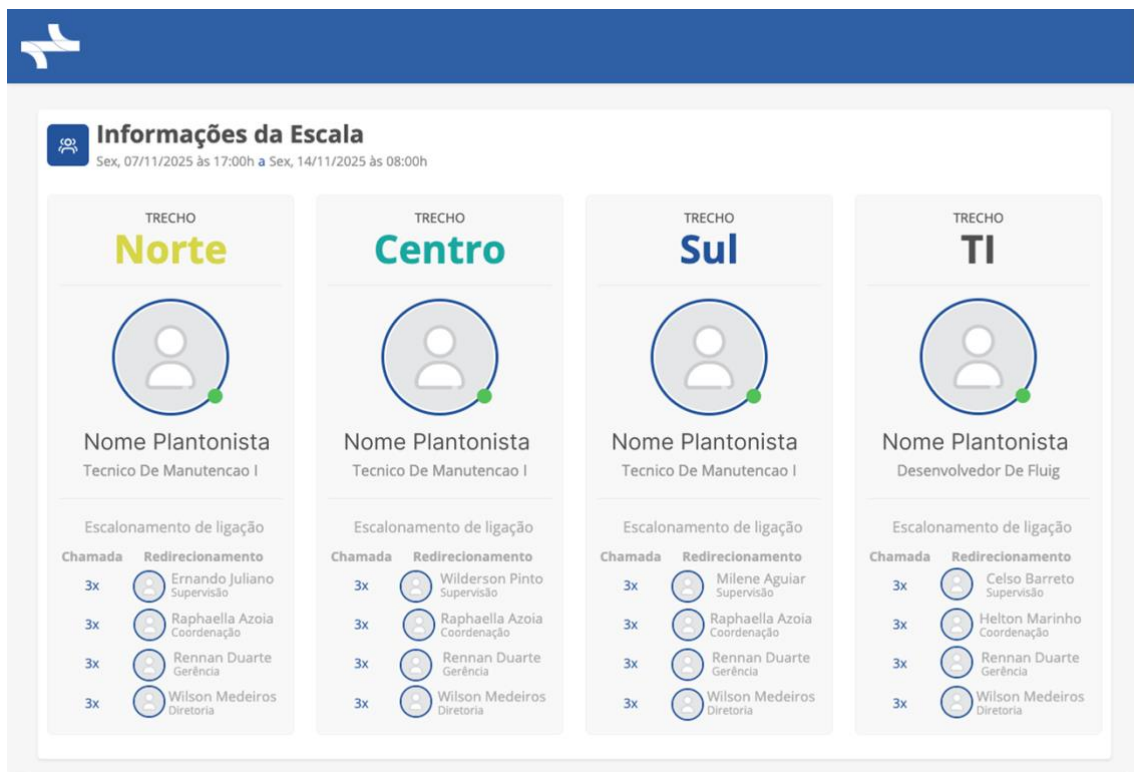 Informações da Escala
Sex, 07/11/2025 às 17:00h a Sex, 14/11/2025 às 08:00h
TRECHO
Norte
Nome Plantonista
Tecnico De Manutencao I
Escalonamento de ligação
Chamada Redirecionamento
3x Ernando Juliano
Supervisão
3x Raphaella Azoia
Coordenação
3x Rennan Duarte
Gerência
3x Wilson Medeiros
Diretoria
TRECHO
Centro
Nome Plantonista
Tecnico De Manutencao I
Escalonamento de ligação
Chamada Redirecionamento
3x Wilderson Pinto
Supervisão
3x Raphaella Azoia
Coordenação
3x Rennan Duarte
Gerência
3x Wilson Medeiros
Diretoria
TRECHO
Sul
Nome Plantonista
Tecnico De Manutencao I
Escalonamento de ligação
Chamada Redirecionamento
3x Milene Aguiar
Supervisão
3x Raphaella Azoia
Coordenação
3x Rennan Duarte
Gerência
3x Wilson Medeiros
Diretoria
TRECHO
TI
Nome Plantonista
Desenvolvedor De Fluig
Escalonamento de ligação
Chamada Redirecionamento
3x Celso Barreto
Supervisão
3x Helton Marinho
Coordenação
3x Rennan Duarte
Gerência
3x Wilson Medeiros
Diretoria